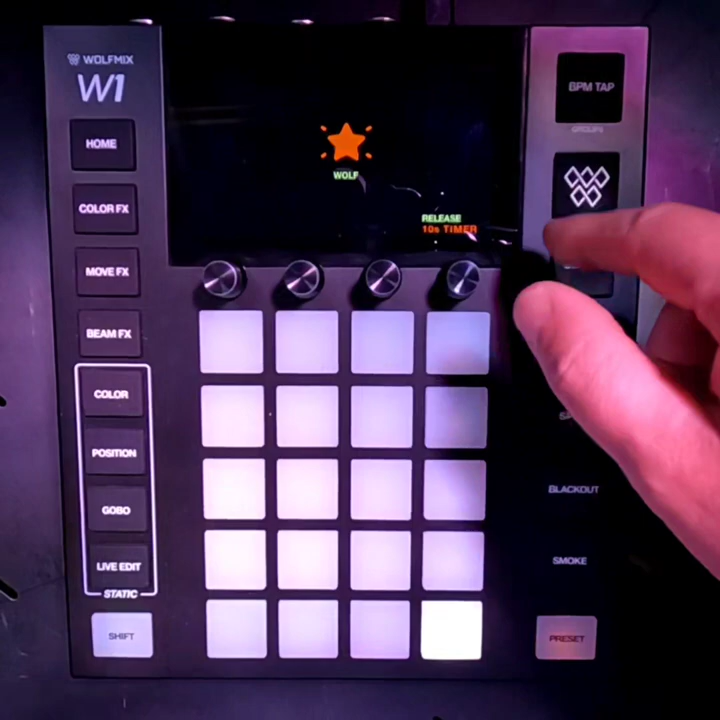 WOLFMIX
W1
HOME
COLOR FX
MOVE FX
BEAM FX
COLOR
POSITION
GOBO
LIVE EDIT
STATIC
SHIFT
WOLF
RELEASE
10s TIMER
BPM TAP
GROUPS
BLACKOUT
SMOKE
PRESET